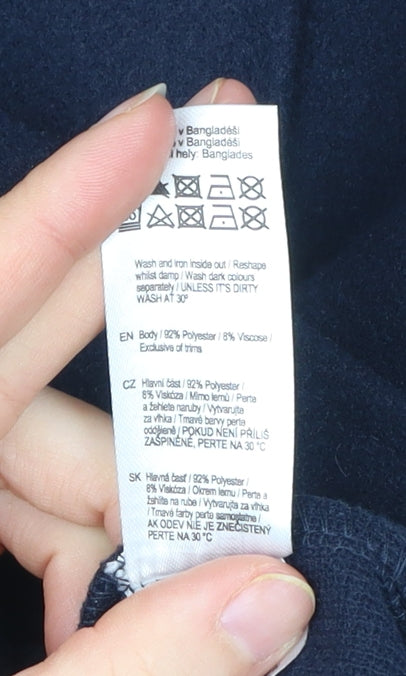 v Bangladéši
v Bangladéši
hely: Banglades
Wash and iron inside out / Reshape
whilst damp / Wash dark colours
separately / UNLESS IT'S DIRTY
WASH AT 30°
EN Body / 92% Polyester / 8% Viscose /
Exclusive of trims
CZ Hlavní část / 92% Polyester /
8% Viskóza / Mimo lemů / Perte
a žehlete naruby / Vytvarujte
za vlhka / Tmavé barvy perte
odděleně / POKUD NENÍ PŘÍLIŠ
ZAŠPINĚNÉ, PERTE NA 30 °C
SK Hlavná časť / 92% Polyester /
8% Viskóza / Okrem lemu / Perte a
žehlite na rube / Vytvarujte za vlhka
/ Tmavé farby perte samostatne /
AK ODEV NIE JE ZNEČISTENÝ
PERTE NA 30 °C